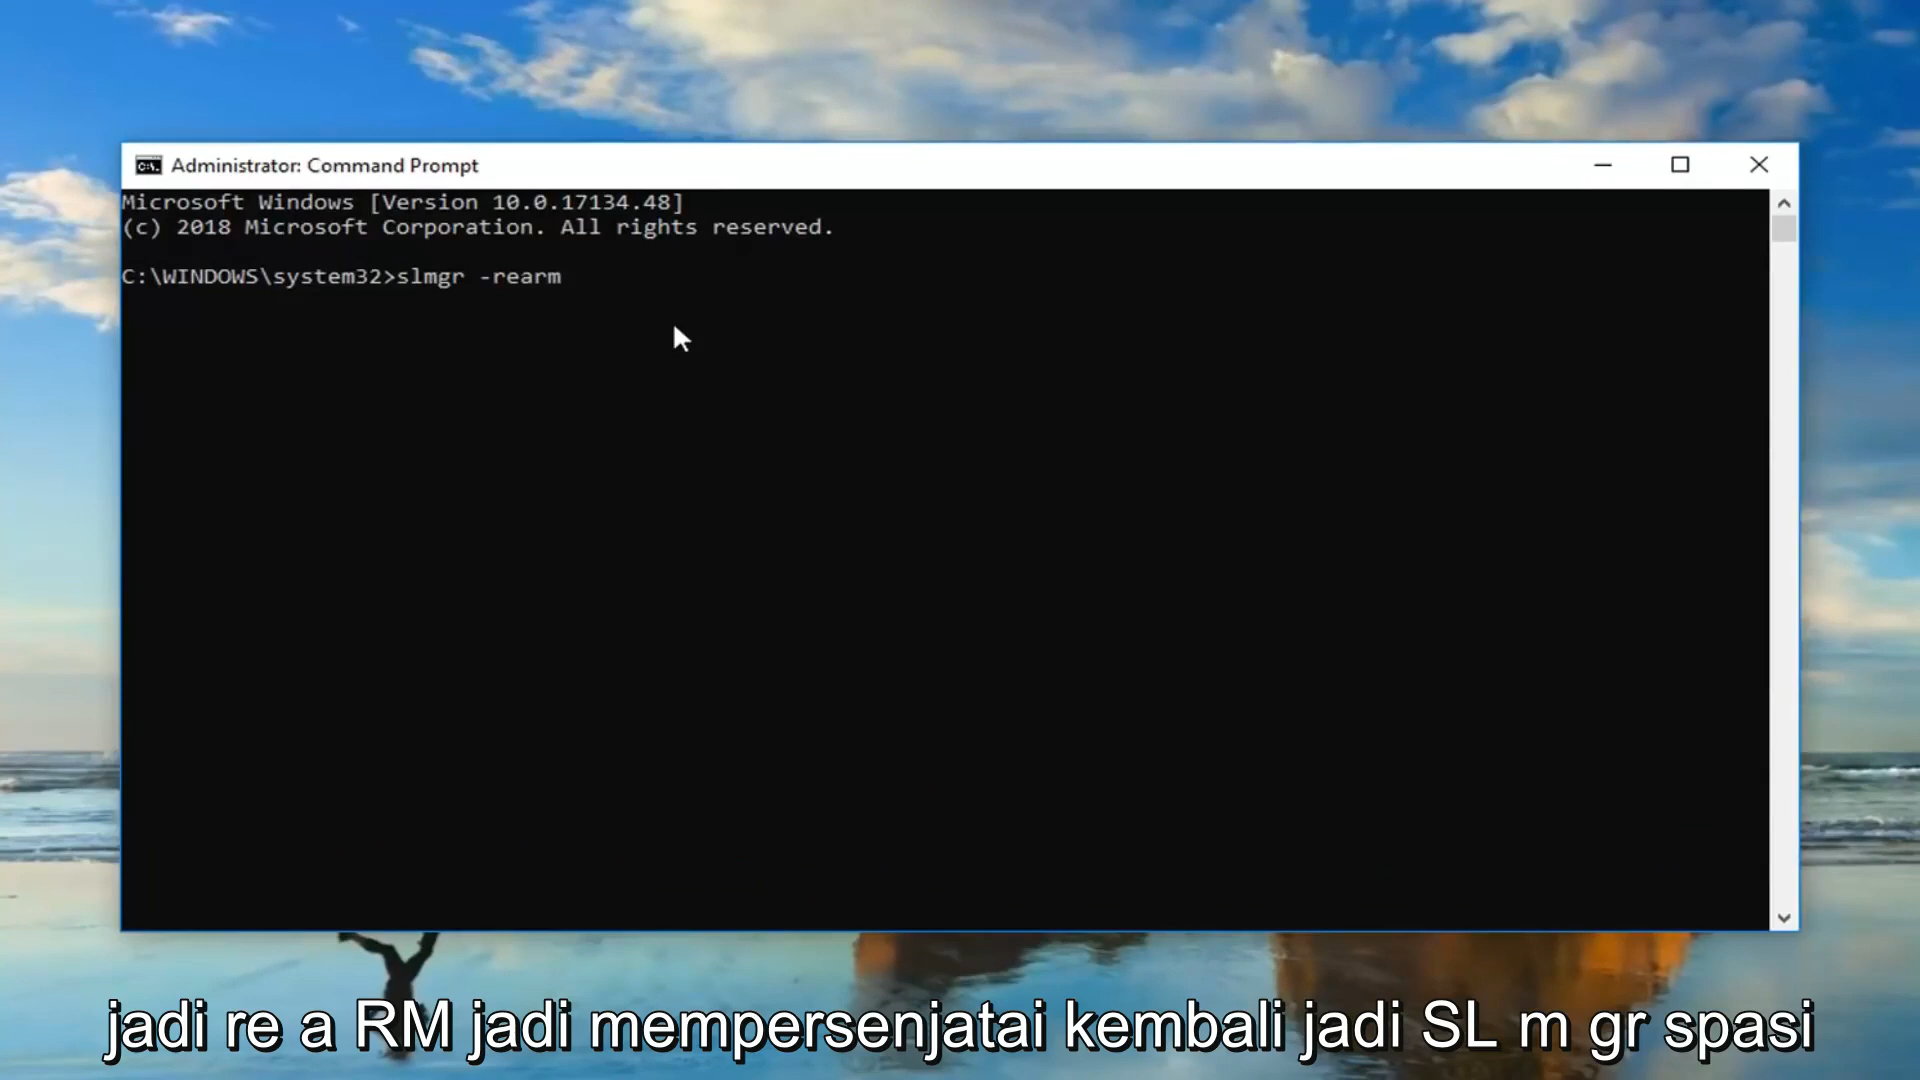 Administrator: Command Prompt
Microsoft Windows [Version 10.0.17134.48]
(c) 2018 Microsoft Corporation. All rights reserved.
C:\WINDOWS\system32>slmgr -rearm
jadi re a RM jadi mempersenjatai kembali jadi SL m gr spasi